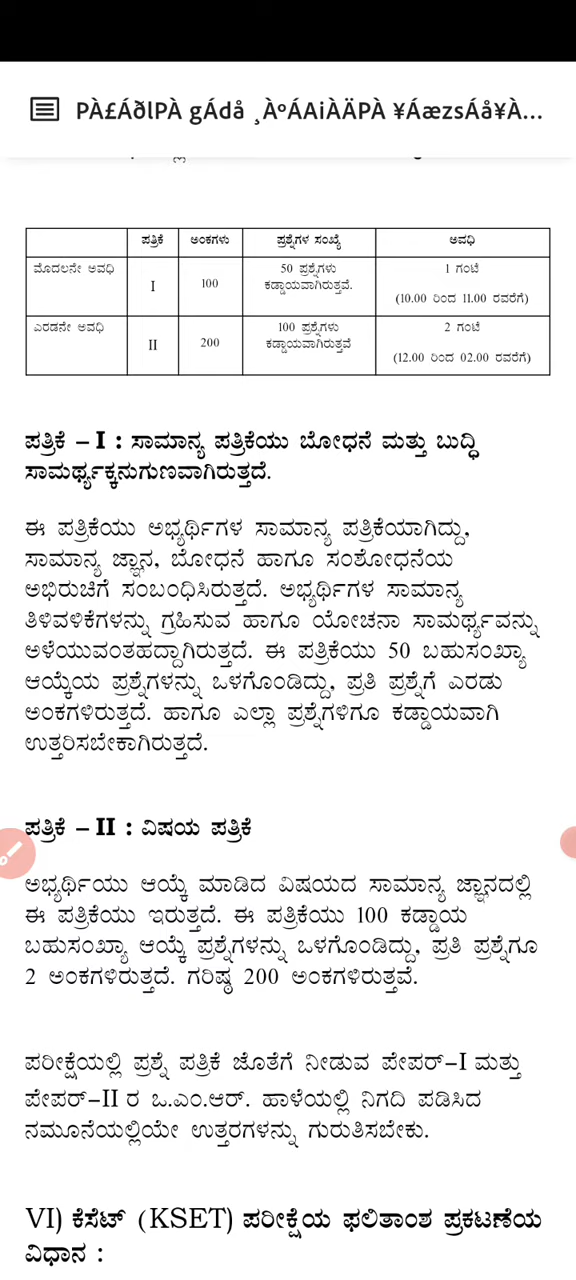 PÀ£ÁðlPÀ gÁdå ¸ÀºÁAiÀÄPÀ ¥ÁæzsÁå¥À...
ಪತ್ರಿಕೆ ಅಂಕಗಳು ಪ್ರಶ್ನೆಗಳ ಸಂಖ್ಯೆ ಅವಧಿ
ಮೊದಲನೇ ಅವಧಿ I 100 50 ಪ್ರಶ್ನೆಗಳು ಕಡ್ಡಾಯವಾಗಿರುತ್ತವೆ. 1 ಗಂಟೆ
(10.00 ರಿಂದ 11.00 ರವರೆಗೆ)
ಎರಡನೇ ಅವಧಿ II 200 100 ಪ್ರಶ್ನೆಗಳು ಕಡ್ಡಾಯವಾಗಿರುತ್ತವೆ 2 ಗಂಟೆ
(12.00 ರಿಂದ 02.00 ರವರೆಗೆ)
ಪತ್ರಿಕೆ – I : ಸಾಮಾನ್ಯ ಪತ್ರಿಕೆಯು ಬೋಧನೆ ಮತ್ತು ಬುದ್ಧಿ
ಸಾಮರ್ಥ್ಯಕ್ಕನುಗುಣವಾಗಿರುತ್ತದೆ.
ಈ ಪತ್ರಿಕೆಯು ಅಭ್ಯರ್ಥಿಗಳ ಸಾಮಾನ್ಯ ಪತ್ರಿಕೆಯಾಗಿದ್ದು,
ಸಾಮಾನ್ಯ ಜ್ಞಾನ, ಬೋಧನೆ ಹಾಗೂ ಸಂಶೋಧನೆಯ
ಅಭಿರುಚಿಗೆ ಸಂಬಂಧಿಸಿರುತ್ತದೆ. ಅಭ್ಯರ್ಥಿಗಳ ಸಾಮಾನ್ಯ
ತಿಳಿವಳಿಕೆಗಳನ್ನು ಗ್ರಹಿಸುವ ಹಾಗೂ ಯೋಚನಾ ಸಾಮರ್ಥ್ಯವನ್ನು
ಅಳೆಯುವಂತಹದ್ದಾಗಿರುತ್ತದೆ. ಈ ಪತ್ರಿಕೆಯು 50 ಬಹುಸಂಖ್ಯಾ
ಆಯ್ಕೆಯ ಪ್ರಶ್ನೆಗಳನ್ನು ಒಳಗೊಂಡಿದ್ದು, ಪ್ರತಿ ಪ್ರಶ್ನೆಗೆ ಎರಡು
ಅಂಕಗಳಿರುತ್ತದೆ. ಹಾಗೂ ಎಲ್ಲಾ ಪ್ರಶ್ನೆಗಳಿಗೂ ಕಡ್ಡಾಯವಾಗಿ
ಉತ್ತರಿಸಬೇಕಾಗಿರುತ್ತದೆ.
ಪತ್ರಿಕೆ – II : ವಿಷಯ ಪತ್ರಿಕೆ
ಅಭ್ಯರ್ಥಿಯು ಆಯ್ಕೆ ಮಾಡಿದ ವಿಷಯದ ಸಾಮಾನ್ಯ ಜ್ಞಾನದಲ್ಲಿ
ಈ ಪತ್ರಿಕೆಯು ಇರುತ್ತದೆ. ಈ ಪತ್ರಿಕೆಯು 100 ಕಡ್ಡಾಯ
ಬಹುಸಂಖ್ಯಾ ಆಯ್ಕೆ ಪ್ರಶ್ನೆಗಳನ್ನು ಒಳಗೊಂಡಿದ್ದು, ಪ್ರತಿ ಪ್ರಶ್ನೆಗೂ
2 ಅಂಕಗಳಿರುತ್ತದೆ. ಗರಿಷ್ಠ 200 ಅಂಕಗಳಿರುತ್ತವೆ.
ಪರೀಕ್ಷೆಯಲ್ಲಿ ಪ್ರಶ್ನೆ ಪತ್ರಿಕೆ ಜೊತೆಗೆ ನೀಡುವ ಪೇಪರ್–I ಮತ್ತು
ಪೇಪರ್–II ರ ಒ.ಎಂ.ಆರ್. ಹಾಳೆಯಲ್ಲಿ ನಿಗದಿ ಪಡಿಸಿದ
ನಮೂನೆಯಲ್ಲಿಯೇ ಉತ್ತರಗಳನ್ನು ಗುರುತಿಸಬೇಕು.
VI) ಕೆಸೆಟ್ (KSET) ಪರೀಕ್ಷೆಯ ಫಲಿತಾಂಶ ಪ್ರಕಟಣೆಯ
ವಿಧಾನ :